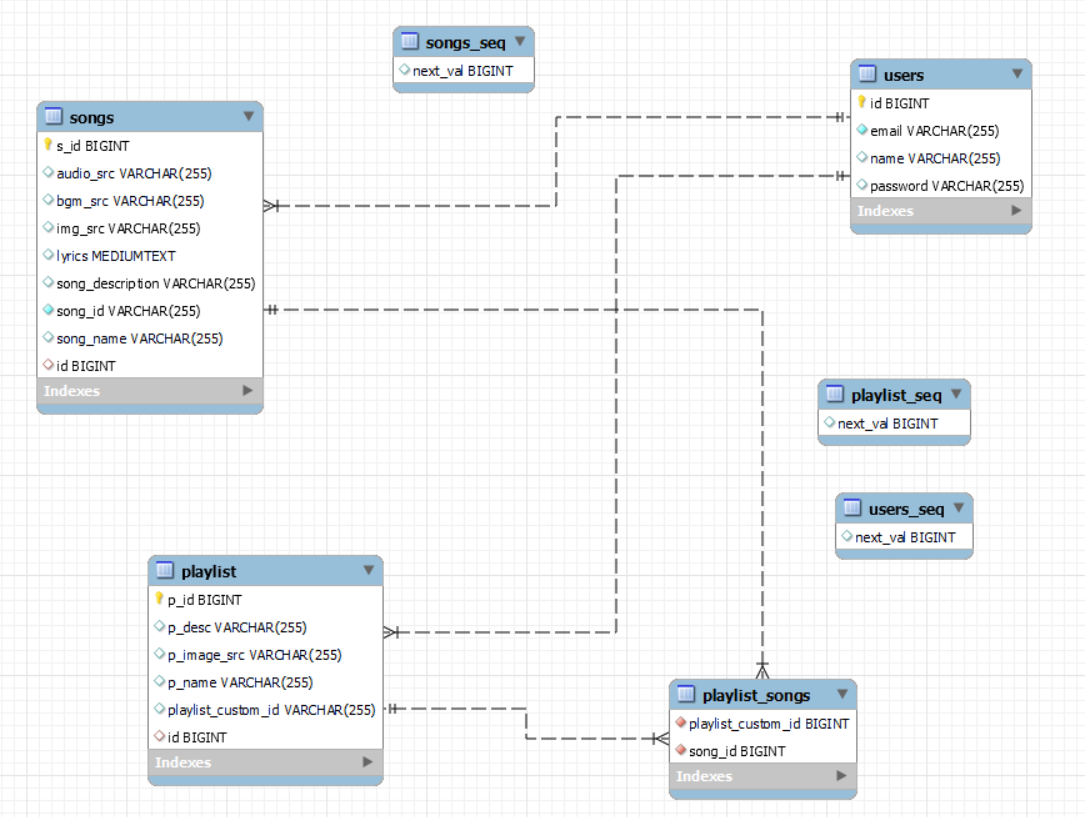 songs_seq
next_val BIGINT
users
id BIGINT
email VARCHAR(255)
name VARCHAR(255)
password VARCHAR(255)
Indexes
songs
s_id BIGINT
audio_src VARCHAR(255)
bgm_src VARCHAR(255)
img_src VARCHAR(255)
lyrics MEDIUMTEXT
song_description VARCHAR(255)
song_id VARCHAR(255)
song_name VARCHAR(255)
id BIGINT
Indexes
playlist_seq
next_val BIGINT
users_seq
next_val BIGINT
playlist
p_id BIGINT
p_desc VARCHAR(255)
p_image_src VARCHAR(255)
p_name VARCHAR(255)
playlist_custom_id VARCHAR(255)
id BIGINT
Indexes
playlist_songs
playlist_custom_id BIGINT
song_id BIGINT
Indexes